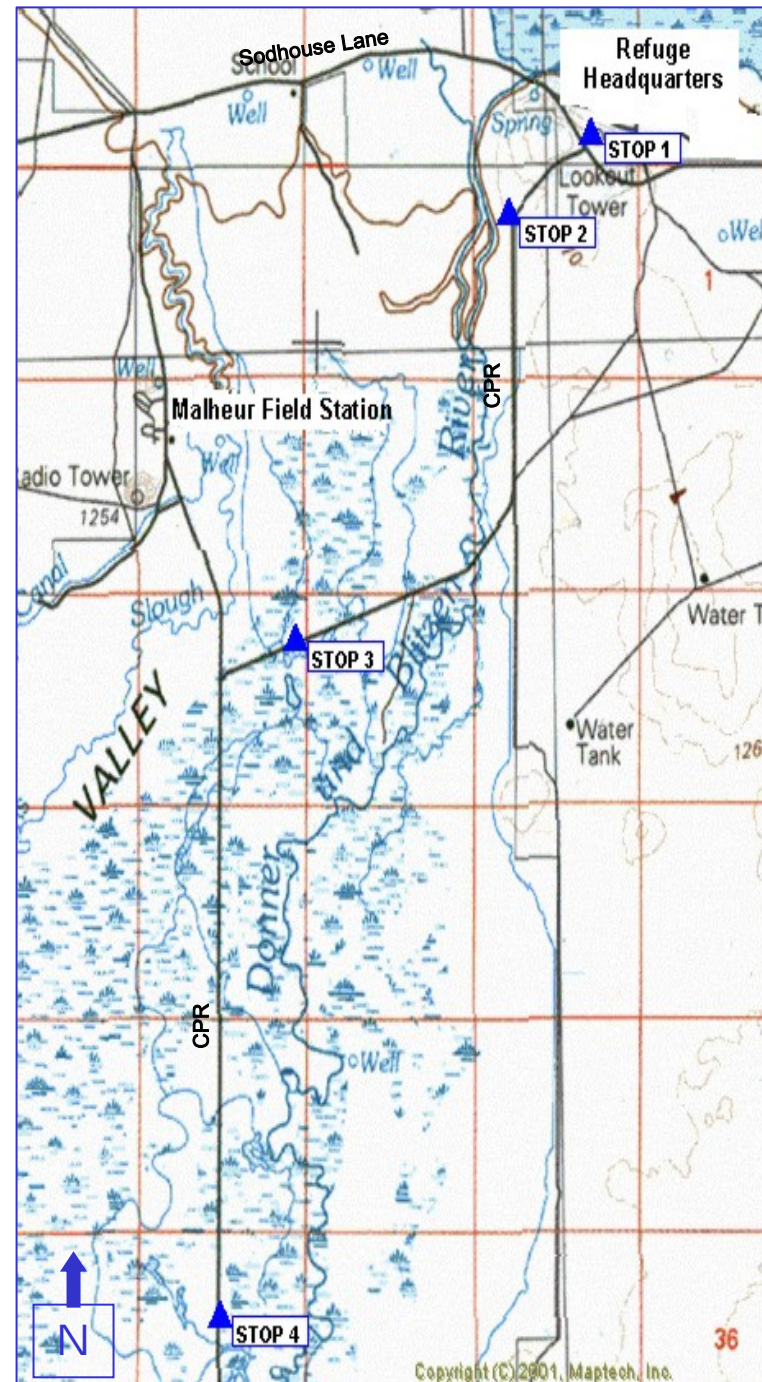 Sodhouse Lane
School
Well
Well
Refuge
Headquarters
Spring
STOP 1
Lookout
Tower
STOP 2
10
1
Well
CPR
River
Malheur Field Station
Well
adio Tower
1254
Canal
Slough
STOP 3
Blitzen
Water T
VALLEY
and
Water
Tank
126
Donner
CPR
Well
N
STOP 4
36
Copyright (C) 2001, Maptech, Inc.